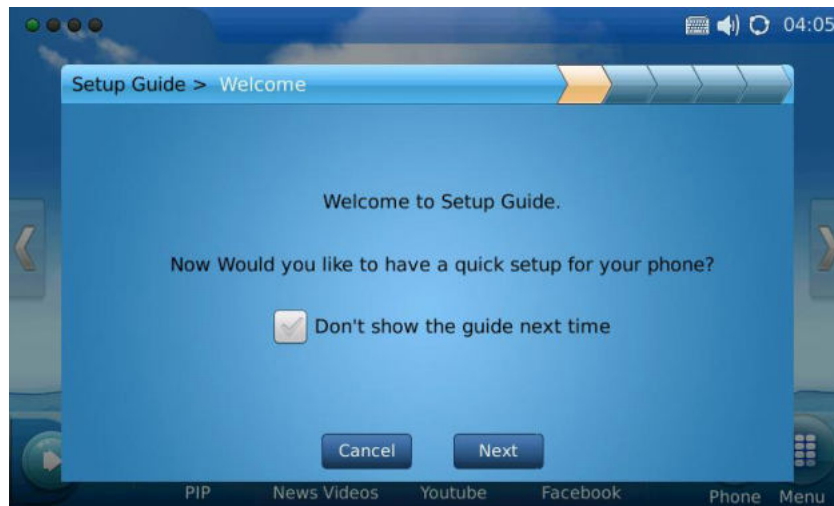 04:05
Setup Guide > Welcome
Welcome to Setup Guide.
Now Would you like to have a quick setup for your phone?
Don't show the guide next time
Cancel Next
PIP News Videos Youtube Facebook Phone Menu